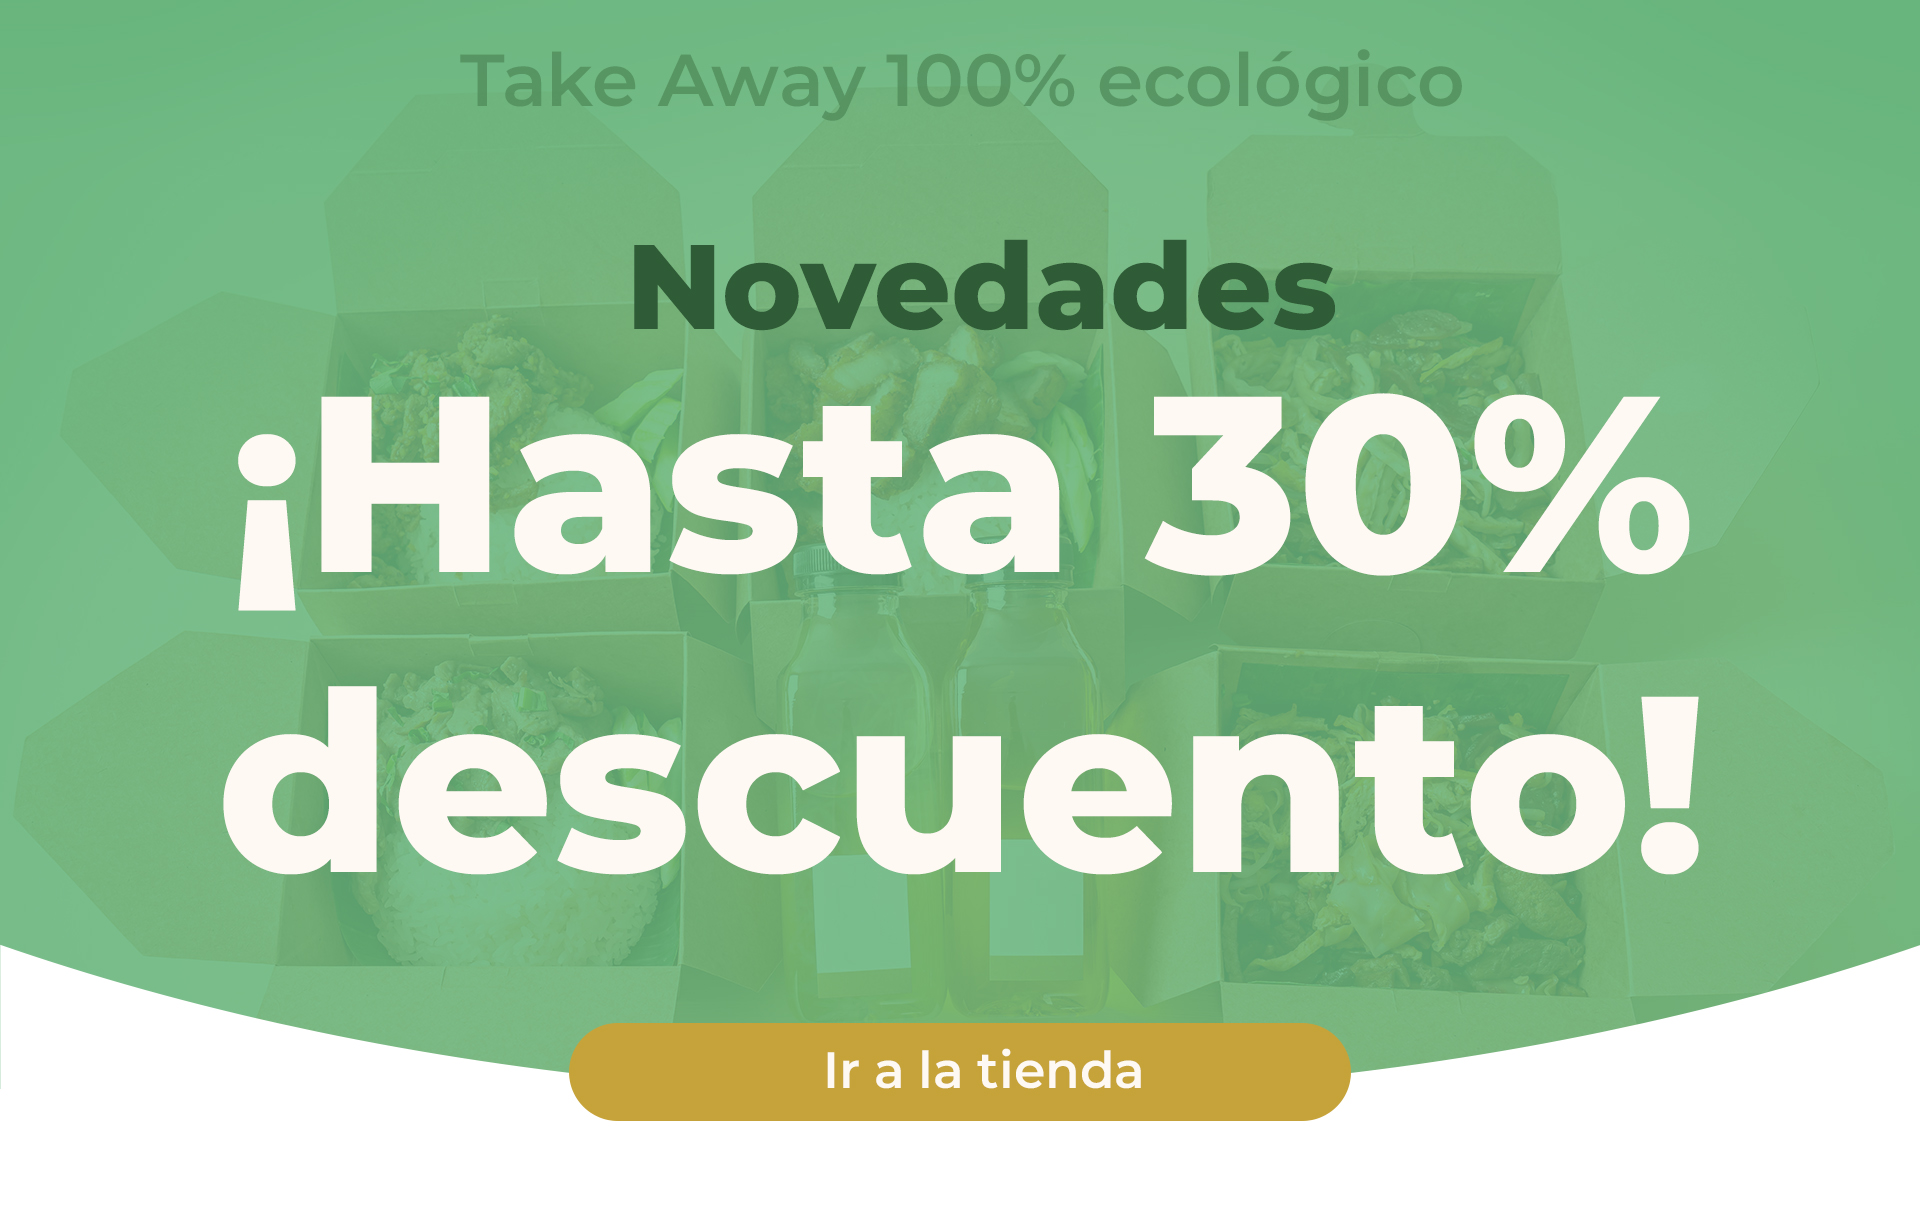 Take Away 100% ecológico
Novedades
¡Hasta 30%
descuento!
Ir a la tienda